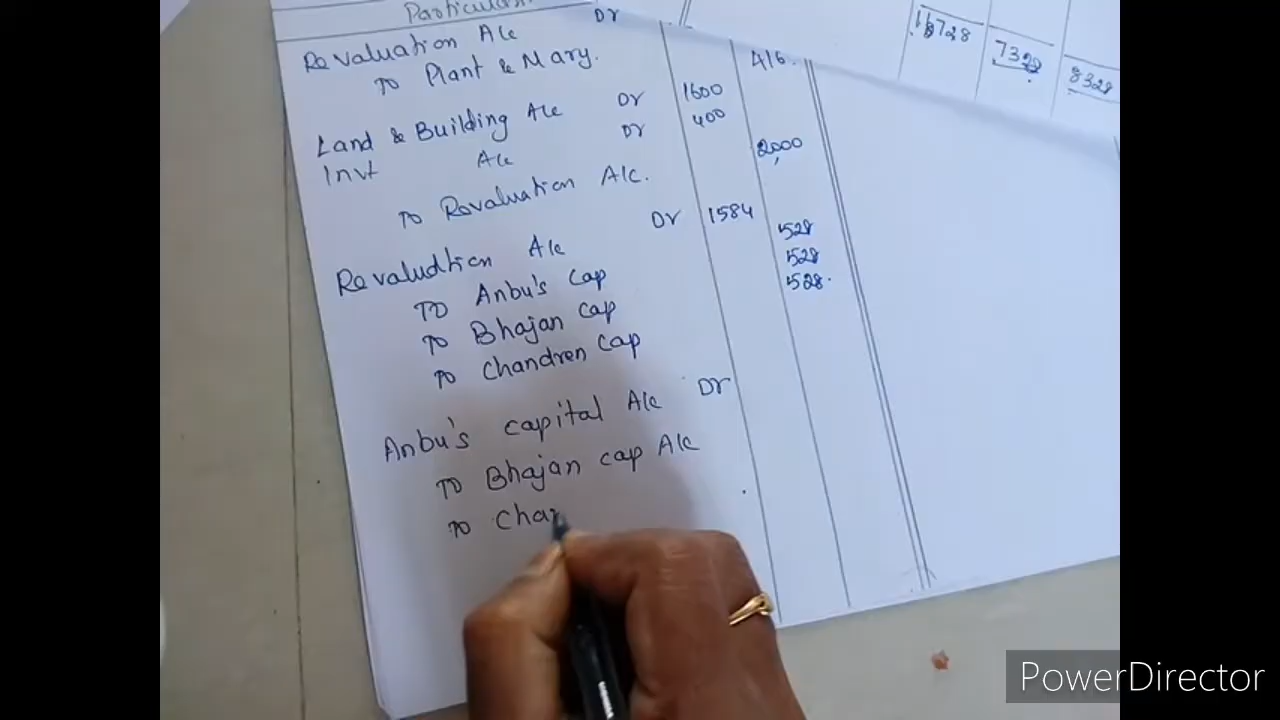 Particulars
Revaluation A/c Dr
To Plant & Mary. 416.
Land & Building A/c Dr 1600
Invt A/c Dr 400
To Revaluation A/c. 2000
Revaluation A/c Dr 1584
To Anbu's Cap 528
To Bhajan Cap 528
To Chandren Cap 528.
Anbu's capital A/c Dr
To Bhajan cap A/c
To Chan
7328
8328
PowerDirector